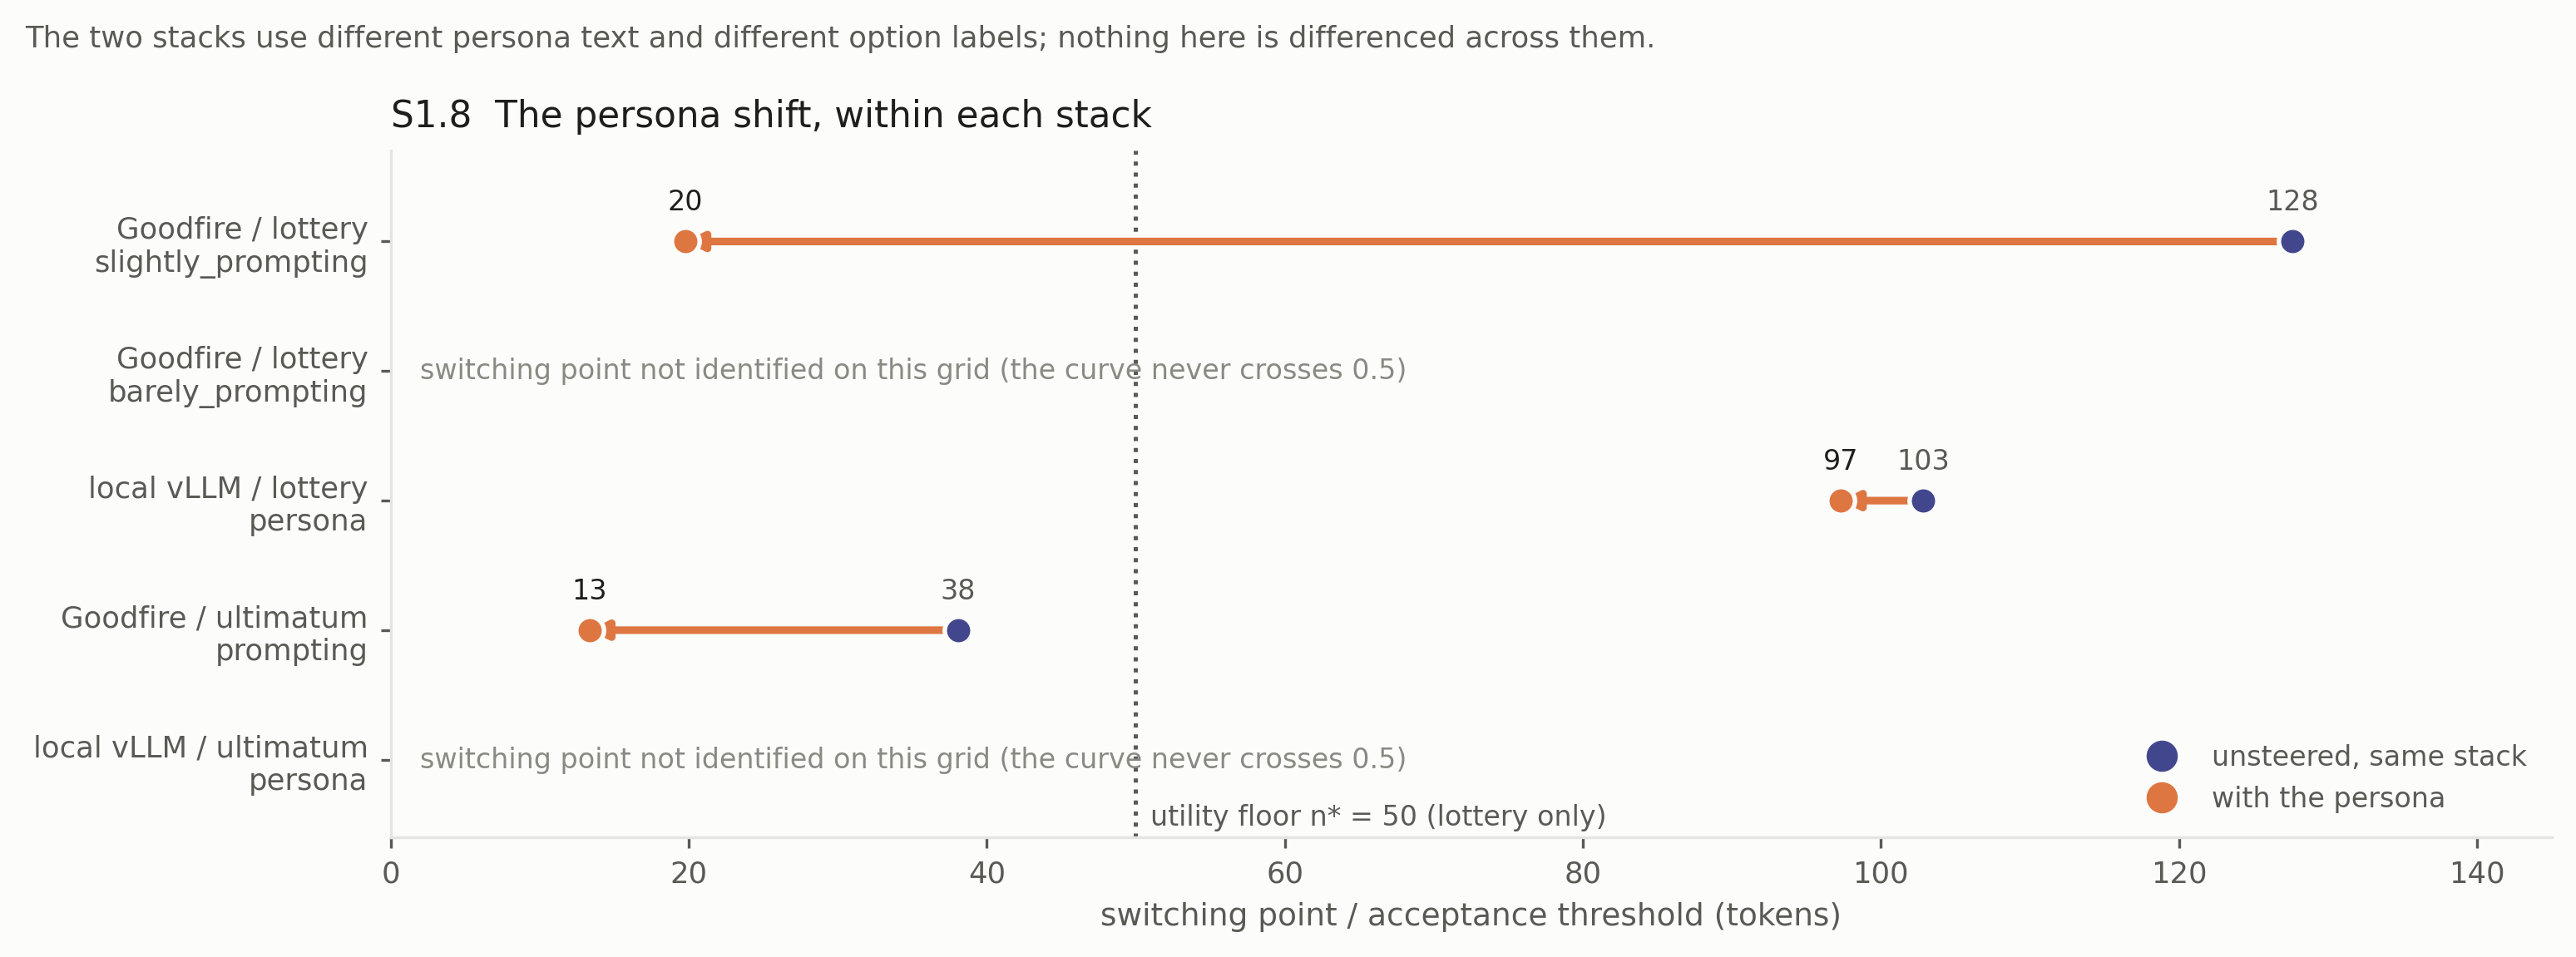 The two stacks use different persona text and different option labels; nothing here is differenced across them.
S1.8 The persona shift, within each stack
20
128
Goodfire / lottery
slightly_prompting
Goodfire / lottery
barely_prompting
switching point not identified on this grid (the curve never crosses 0.5)
97
103
local vLLM / lottery
persona
13
38
Goodfire / ultimatum
prompting
local vLLM / ultimatum
persona
switching point not identified on this grid (the curve never crosses 0.5)
unsteered, same stack
with the persona
utility floor n* = 50 (lottery only)
0 20 40 60 80 100 120 140
switching point / acceptance threshold (tokens)